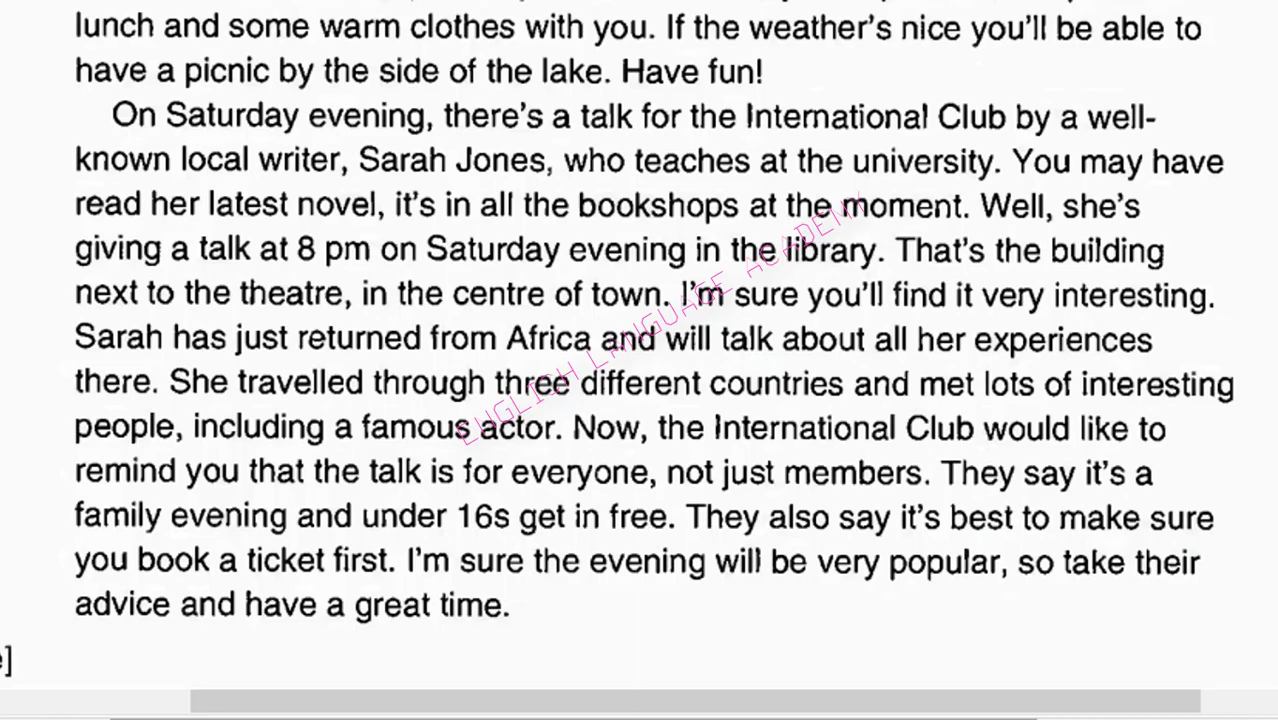 lunch and some warm clothes with you. If the weather's nice you'll be able to
have a picnic by the side of the lake. Have fun!
On Saturday evening, there's a talk for the International Club by a well-
known local writer, Sarah Jones, who teaches at the university. You may have
read her latest novel, it's in all the bookshops at the moment. Well, she's
giving a talk at 8 pm on Saturday evening in the library. That's the building
next to the theatre, in the centre of town. I'm sure you'll find it very interesting.
Sarah has just returned from Africa and will talk about all her experiences
there. She travelled through three different countries and met lots of interesting
people, including a famous actor. Now, the International Club would like to
remind you that the talk is for everyone, not just members. They say it's a
family evening and under 16s get in free. They also say it's best to make sure
you book a ticket first. I'm sure the evening will be very popular, so take their
advice and have a great time.
e]
ENGLISH LANGUAGE ACADEMY